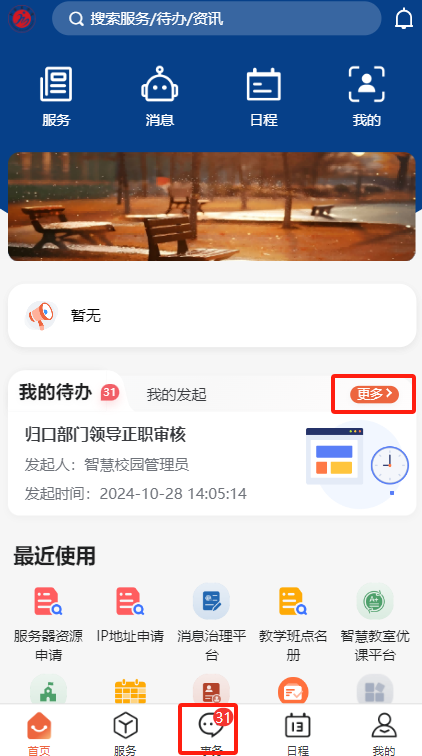 搜索服务/待办/资讯
服务
消息
日程
我的
暂无
我的待办 31
我的发起
更多
归口部门领导正职审核
发起人：智慧校园管理员
发起时间：2024-10-28 14:05:14
最近使用
服务器资源
申请
IP地址申请
消息治理平
台
教学班点名
册
智慧教室优
课平台
31
13
首页
服务
事务
日程
我的